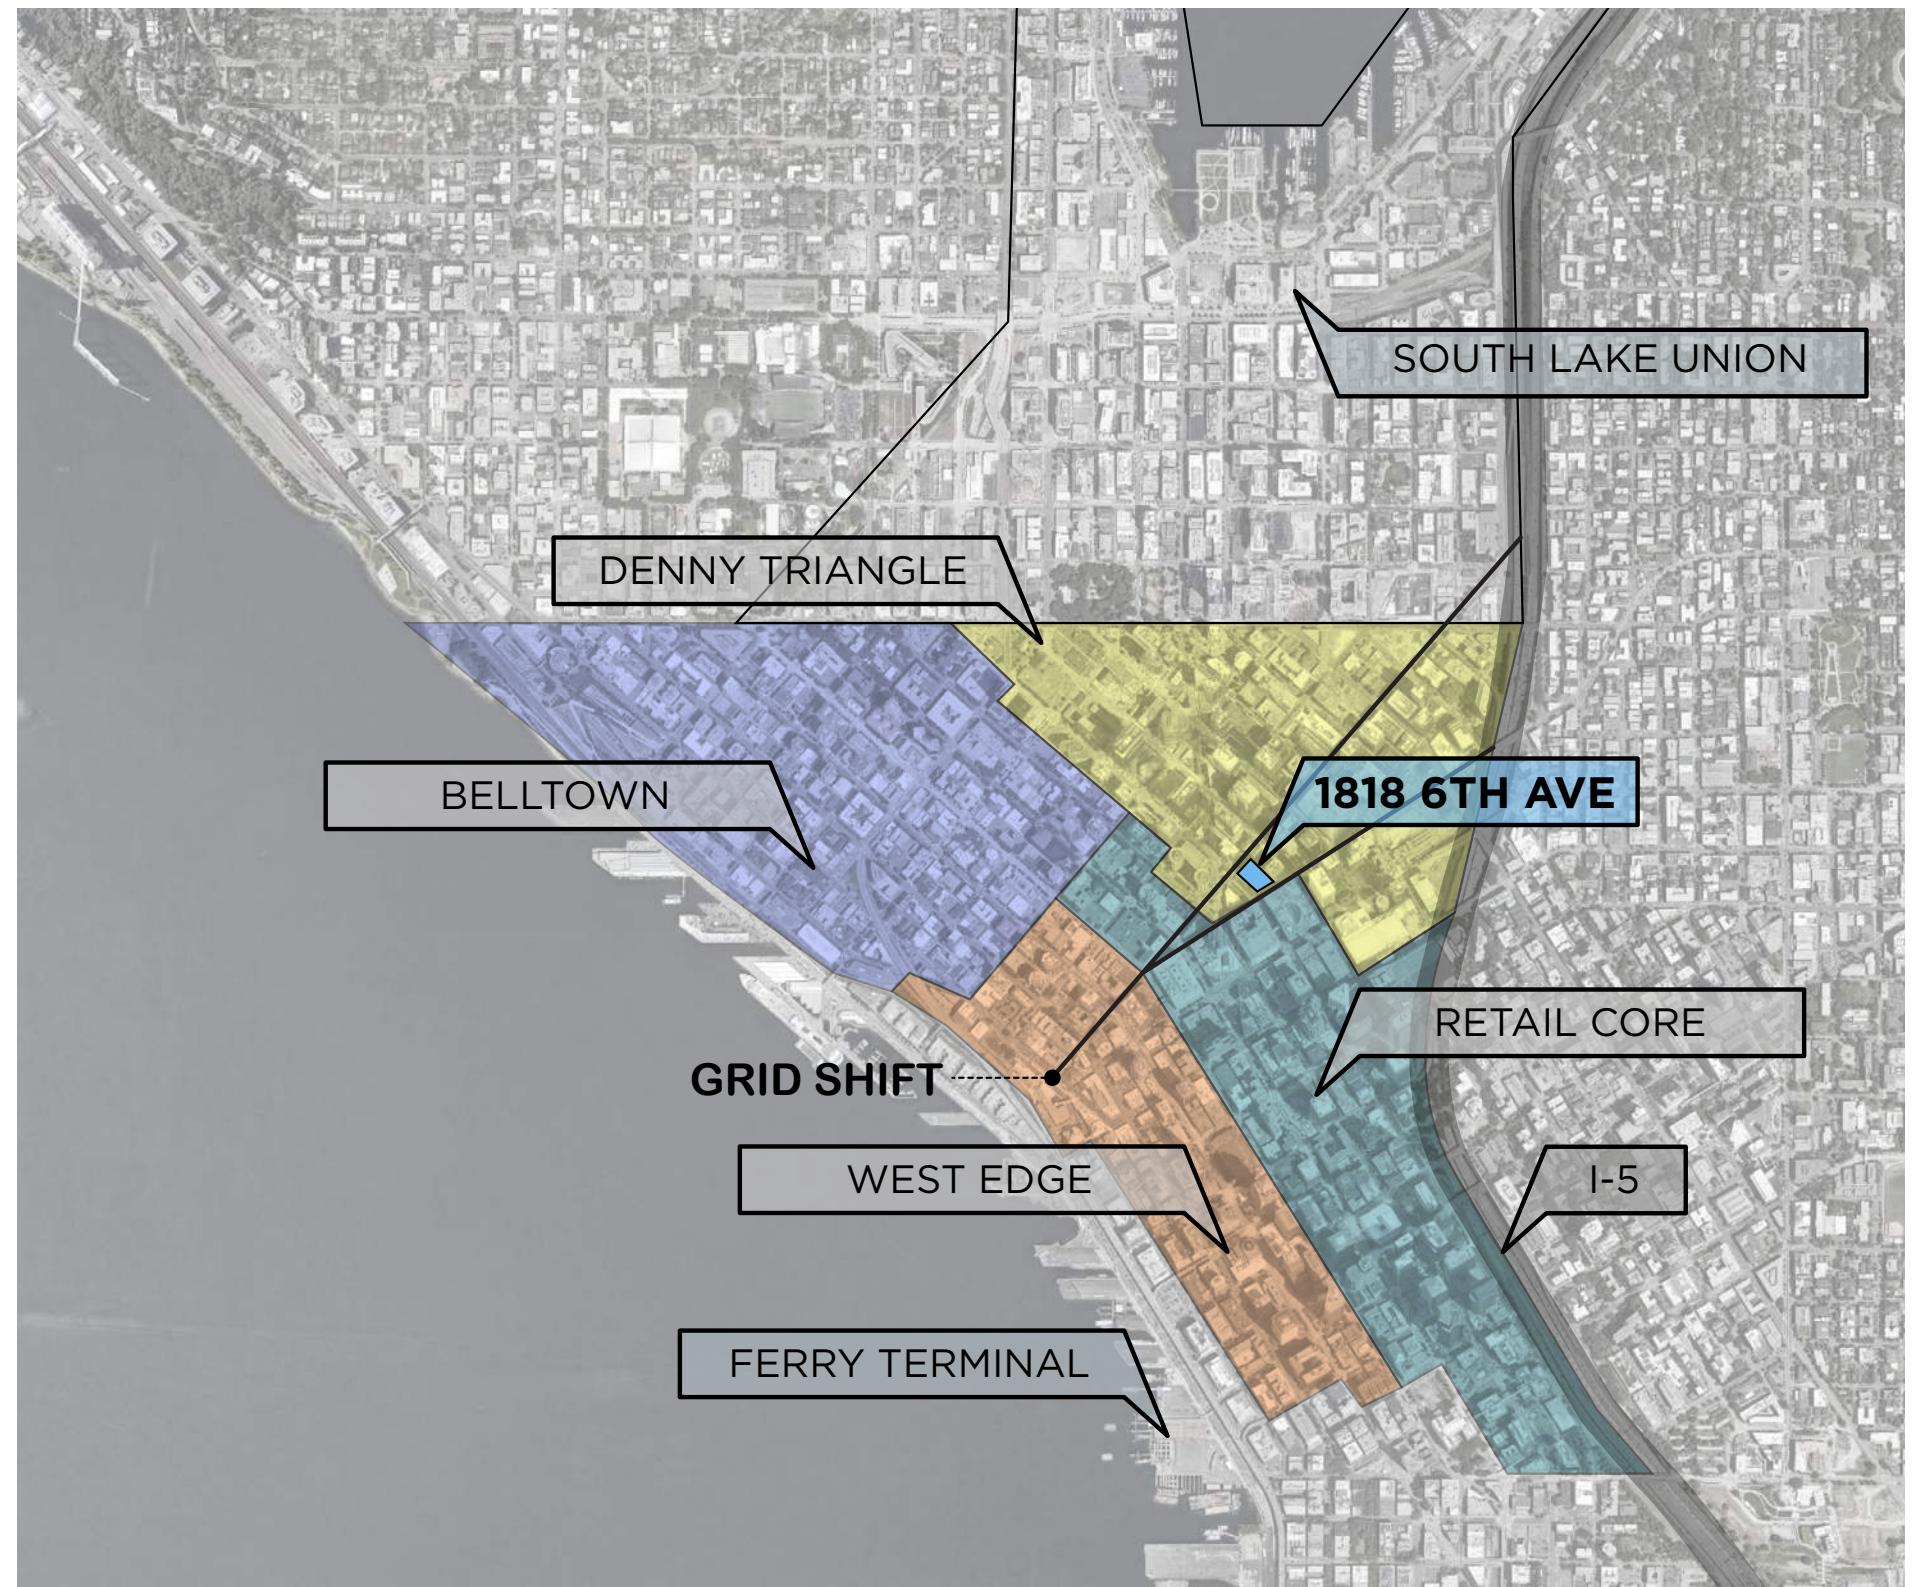 SOUTH LAKE UNION
DENNY TRIANGLE
BELLTOWN
1818 6TH AVE
RETAIL CORE
GRID SHIFT
WEST EDGE
I-5
FERRY TERMINAL